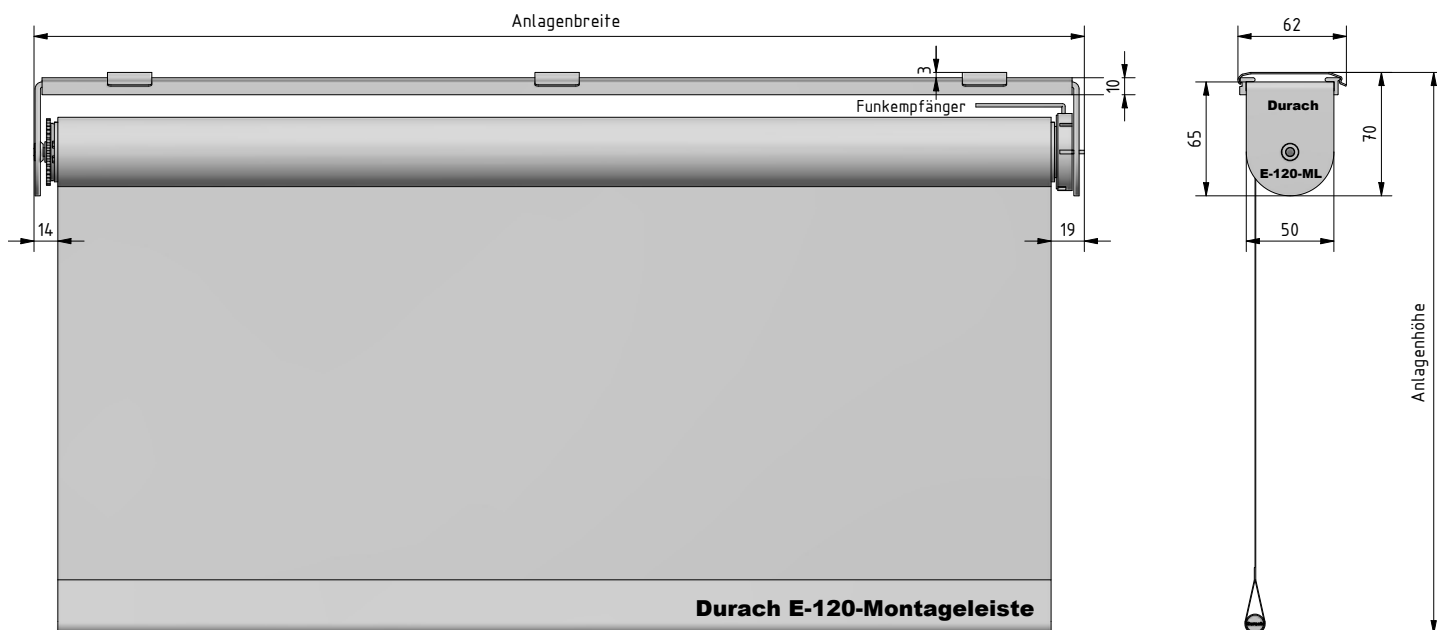 Anlagenbreite
62
3
10
Funkempfänger
Durach
65
70
E-120-ML
14
19
50
Anlagenhöhe
Durach E-120-Montageleiste